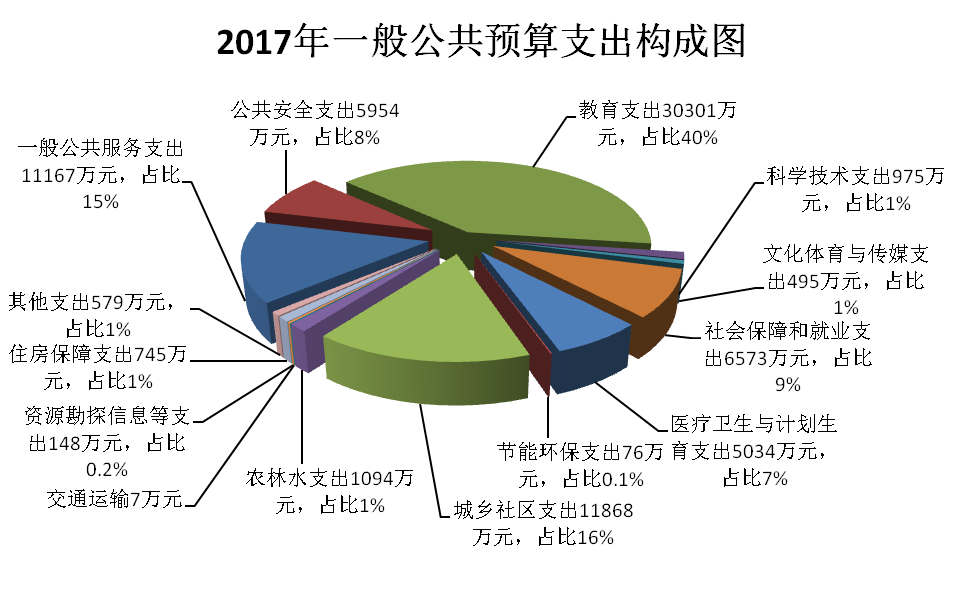 2017年一般公共预算支出构成图
公共安全支出5954
万元，占比8%
教育支出30301万
元，占比40%
一般公共服务支出
11167万元，占比
15%
科学技术支出975万
元，占比1%
文化体育与传媒支
出495万元，占比
1%
其他支出579万元，
占比1%
社会保障和就业支
出6573万元，占比
9%
住房保障支出745万
元，占比1%
资源勘探信息等支
出148万元，占比
0.2%
医疗卫生与计划生
育支出5034万元，
占比7%
节能环保支出76万
元，占比0.1%
农林水支出1094万
元，占比1%
交通运输7万元
城乡社区支出11868
万元，占比16%